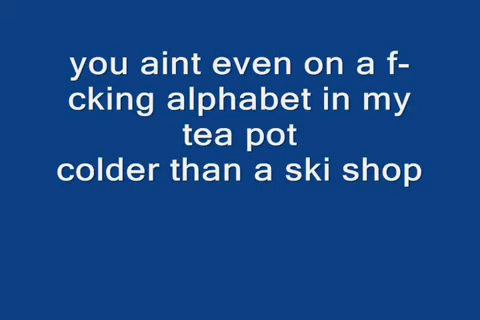 you aint even on a f-
cking alphabet in my
tea pot
colder than a ski shop